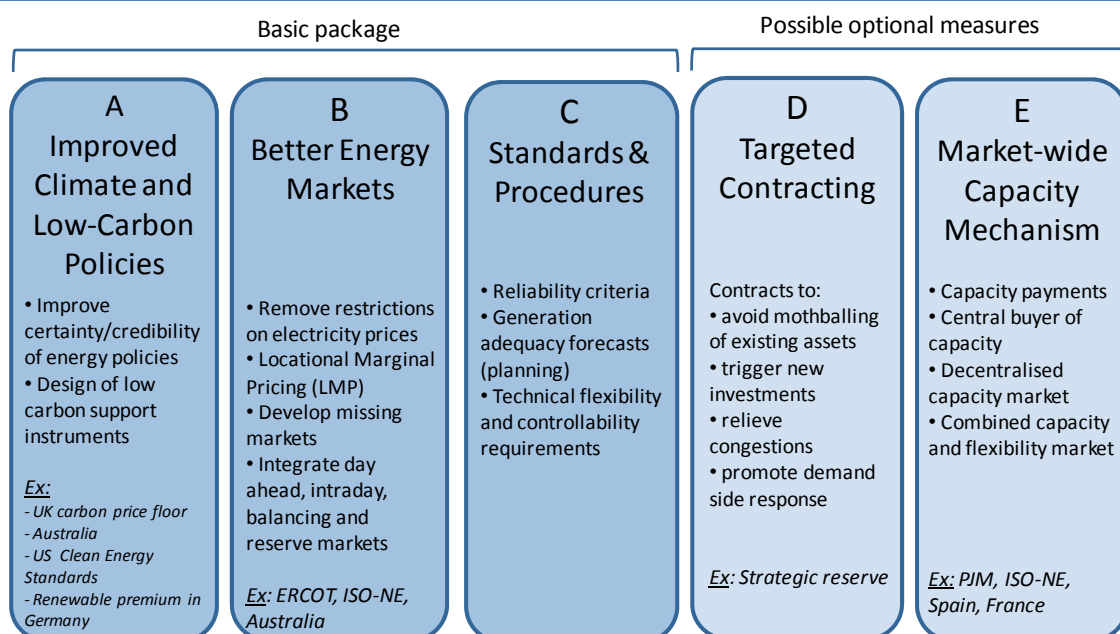 Basic package
Possible optional measures
A
Improved
Climate and
Low-Carbon
Policies
• Improve
certainty/credibility
of energy policies
• Design of low
carbon support
instruments
Ex:
- UK carbon price floor
- Australia
- US Clean Energy
Standards
- Renewable premium in
Germany
B
Better Energy
Markets
• Remove restrictions
on electricity prices
• Locational Marginal
Pricing (LMP)
• Develop missing
markets
• Integrate day
ahead, intraday,
balancing and
reserve markets
Ex: ERCOT, ISO-NE,
Australia
C
Standards &
Procedures
• Reliability criteria
• Generation
adequacy forecasts
(planning)
• Technical flexibility
and controllability
requirements
D
Targeted
Contracting
Contracts to:
• avoid mothballing
of existing assets
• trigger new
investments
• relieve
congestions
• promote demand
side response
Ex: Strategic reserve
E
Market-wide
Capacity
Mechanism
• Capacity payments
• Central buyer of
capacity
• Decentralised
capacity market
• Combined capacity
and flexibility market
Ex: PJM, ISO-NE,
Spain, France